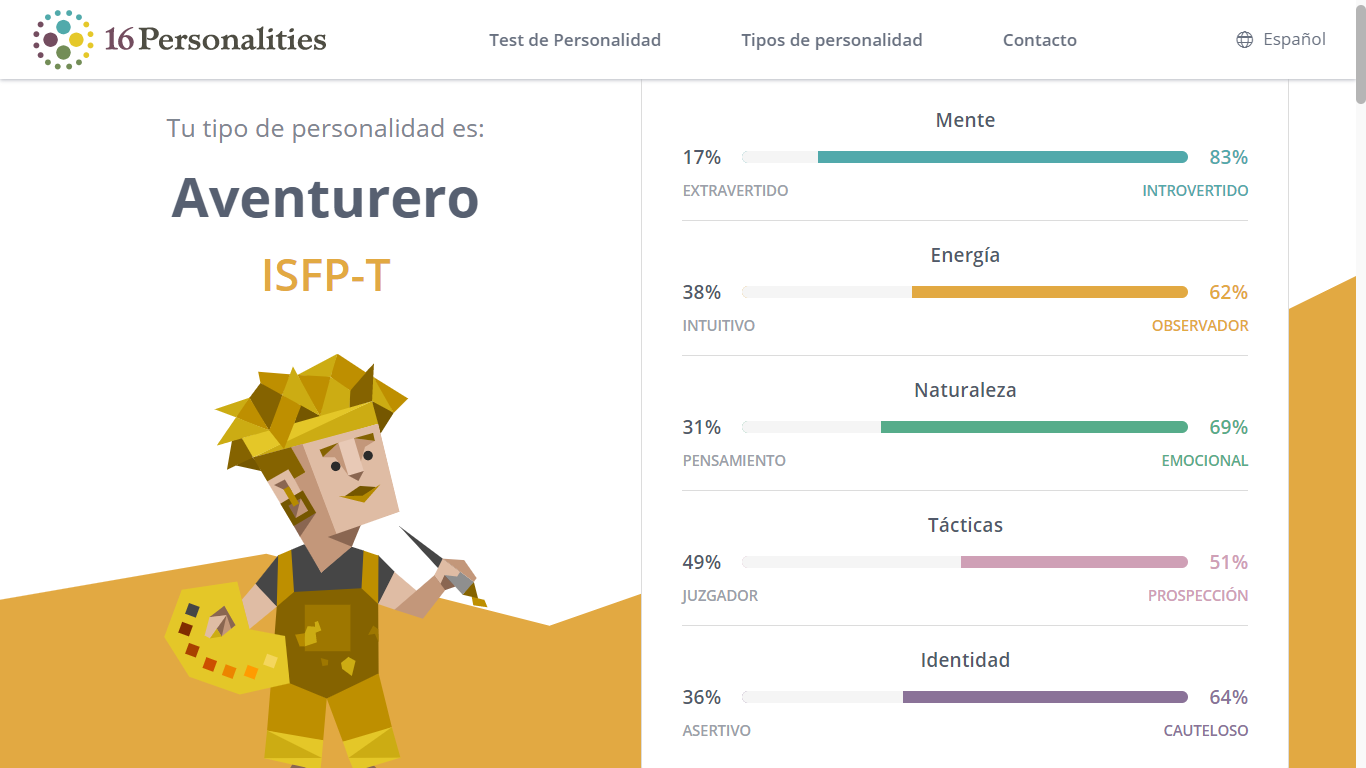 16Personalities
Test de Personalidad
Tipos de personalidad
Contacto
Español
Tu tipo de personalidad es:
Aventurero
ISFP-T
Mente
17% 83%
EXTRAVERTIDO INTROVERTIDO
Energía
38% 62%
INTUITIVO OBSERVADOR
Naturaleza
31% 69%
PENSAMIENTO EMOCIONAL
Tácticas
49% 51%
JUZGADOR PROSPECCIÓN
Identidad
36% 64%
ASERTIVO CAUTELOSO